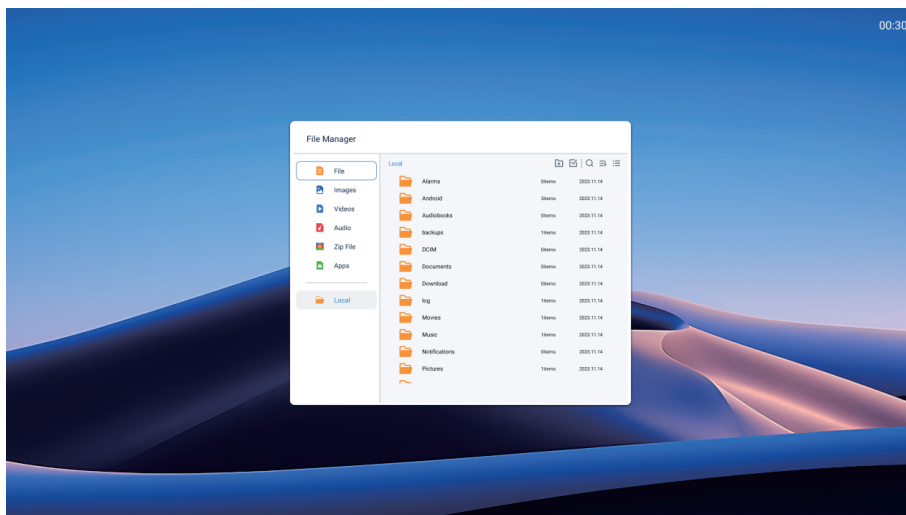 00:30
File Manager
File
Images
Videos
Audio
Zip File
Apps
Local
Local
Alarms 0items 2023.11.14
Android 3items 2023.11.14
Audiobooks 0items 2023.11.14
backups 1items 2023.11.14
DCIM 0items 2023.11.14
Documents 0items 2023.11.14
Download 0items 2023.11.14
log 1items 2023.11.14
Movies 1items 2023.11.14
Music 1items 2023.11.14
Notifications 0items 2023.11.14
Pictures 1items 2023.11.14